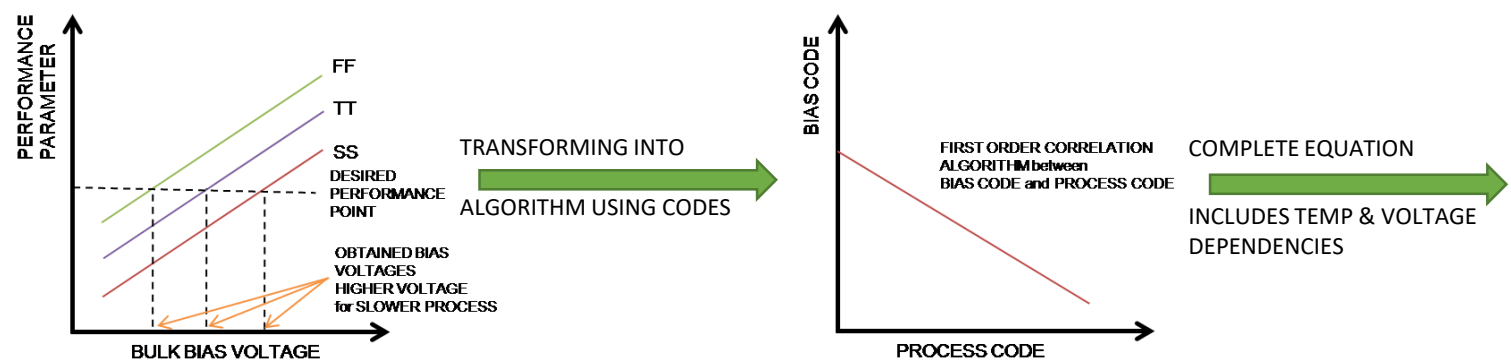 PERFORMANCE
PARAMETER
FF
TT
SS
DESIRED
PERFORMANCE
POINT
OBTAINED BIAS
VOLTAGES
HIGHER VOLTAGE
for SLOWER PROCESS
BULK BIAS VOLTAGE
TRANSFORMING INTO
ALGORITHM USING CODES
BIAS CODE
FIRST ORDER CORRELATION
ALGORITHM between
BIAS CODE and PROCESS CODE
PROCESS CODE
COMPLETE EQUATION
INCLUDES TEMP & VOLTAGE
DEPENDENCIES